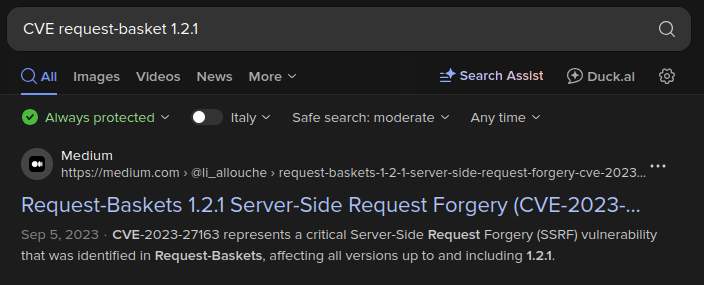 CVE request-basket 1.2.1
All Images Videos News More Search Assist Duck.ai
Always protected Italy Safe search: moderate Any time
Medium
https://medium.com › @li_allouche › request-baskets-1-2-1-server-side-request-forgery-cve-2023...
Request-Baskets 1.2.1 Server-Side Request Forgery (CVE-2023-...
Sep 5, 2023 · CVE-2023-27163 represents a critical Server-Side Request Forgery (SSRF) vulnerability
that was identified in Request-Baskets, affecting all versions up to and including 1.2.1.